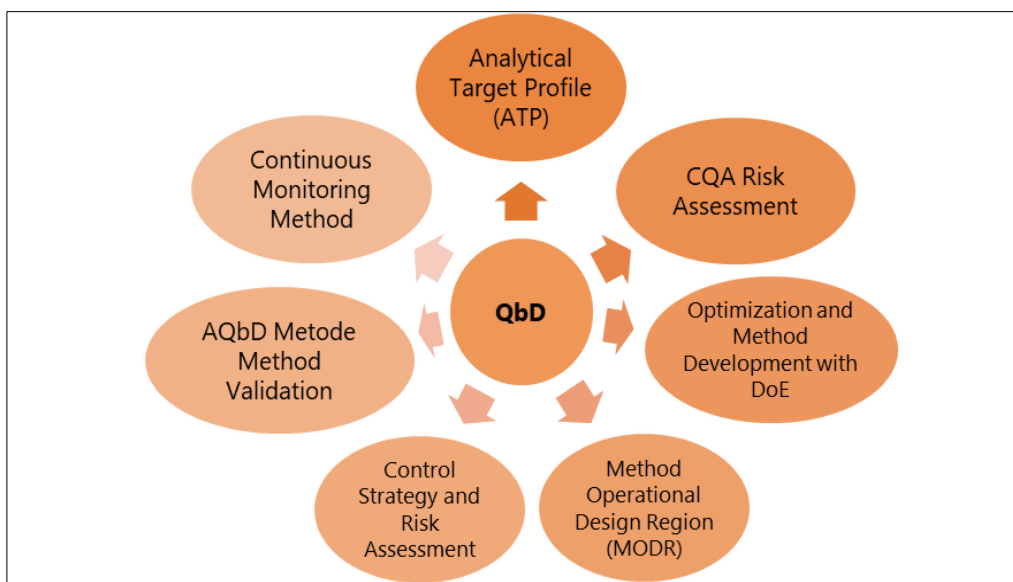 Analytical
Target Profile
(ATP)
CQA Risk
Assessment
Optimization and
Method
Development with
DoE
Method
Operational
Design Region
(MODR)
Control
Strategy and
Risk
Assessment
AQbD Metode
Method
Validation
Continuous
Monitoring
Method
QbD